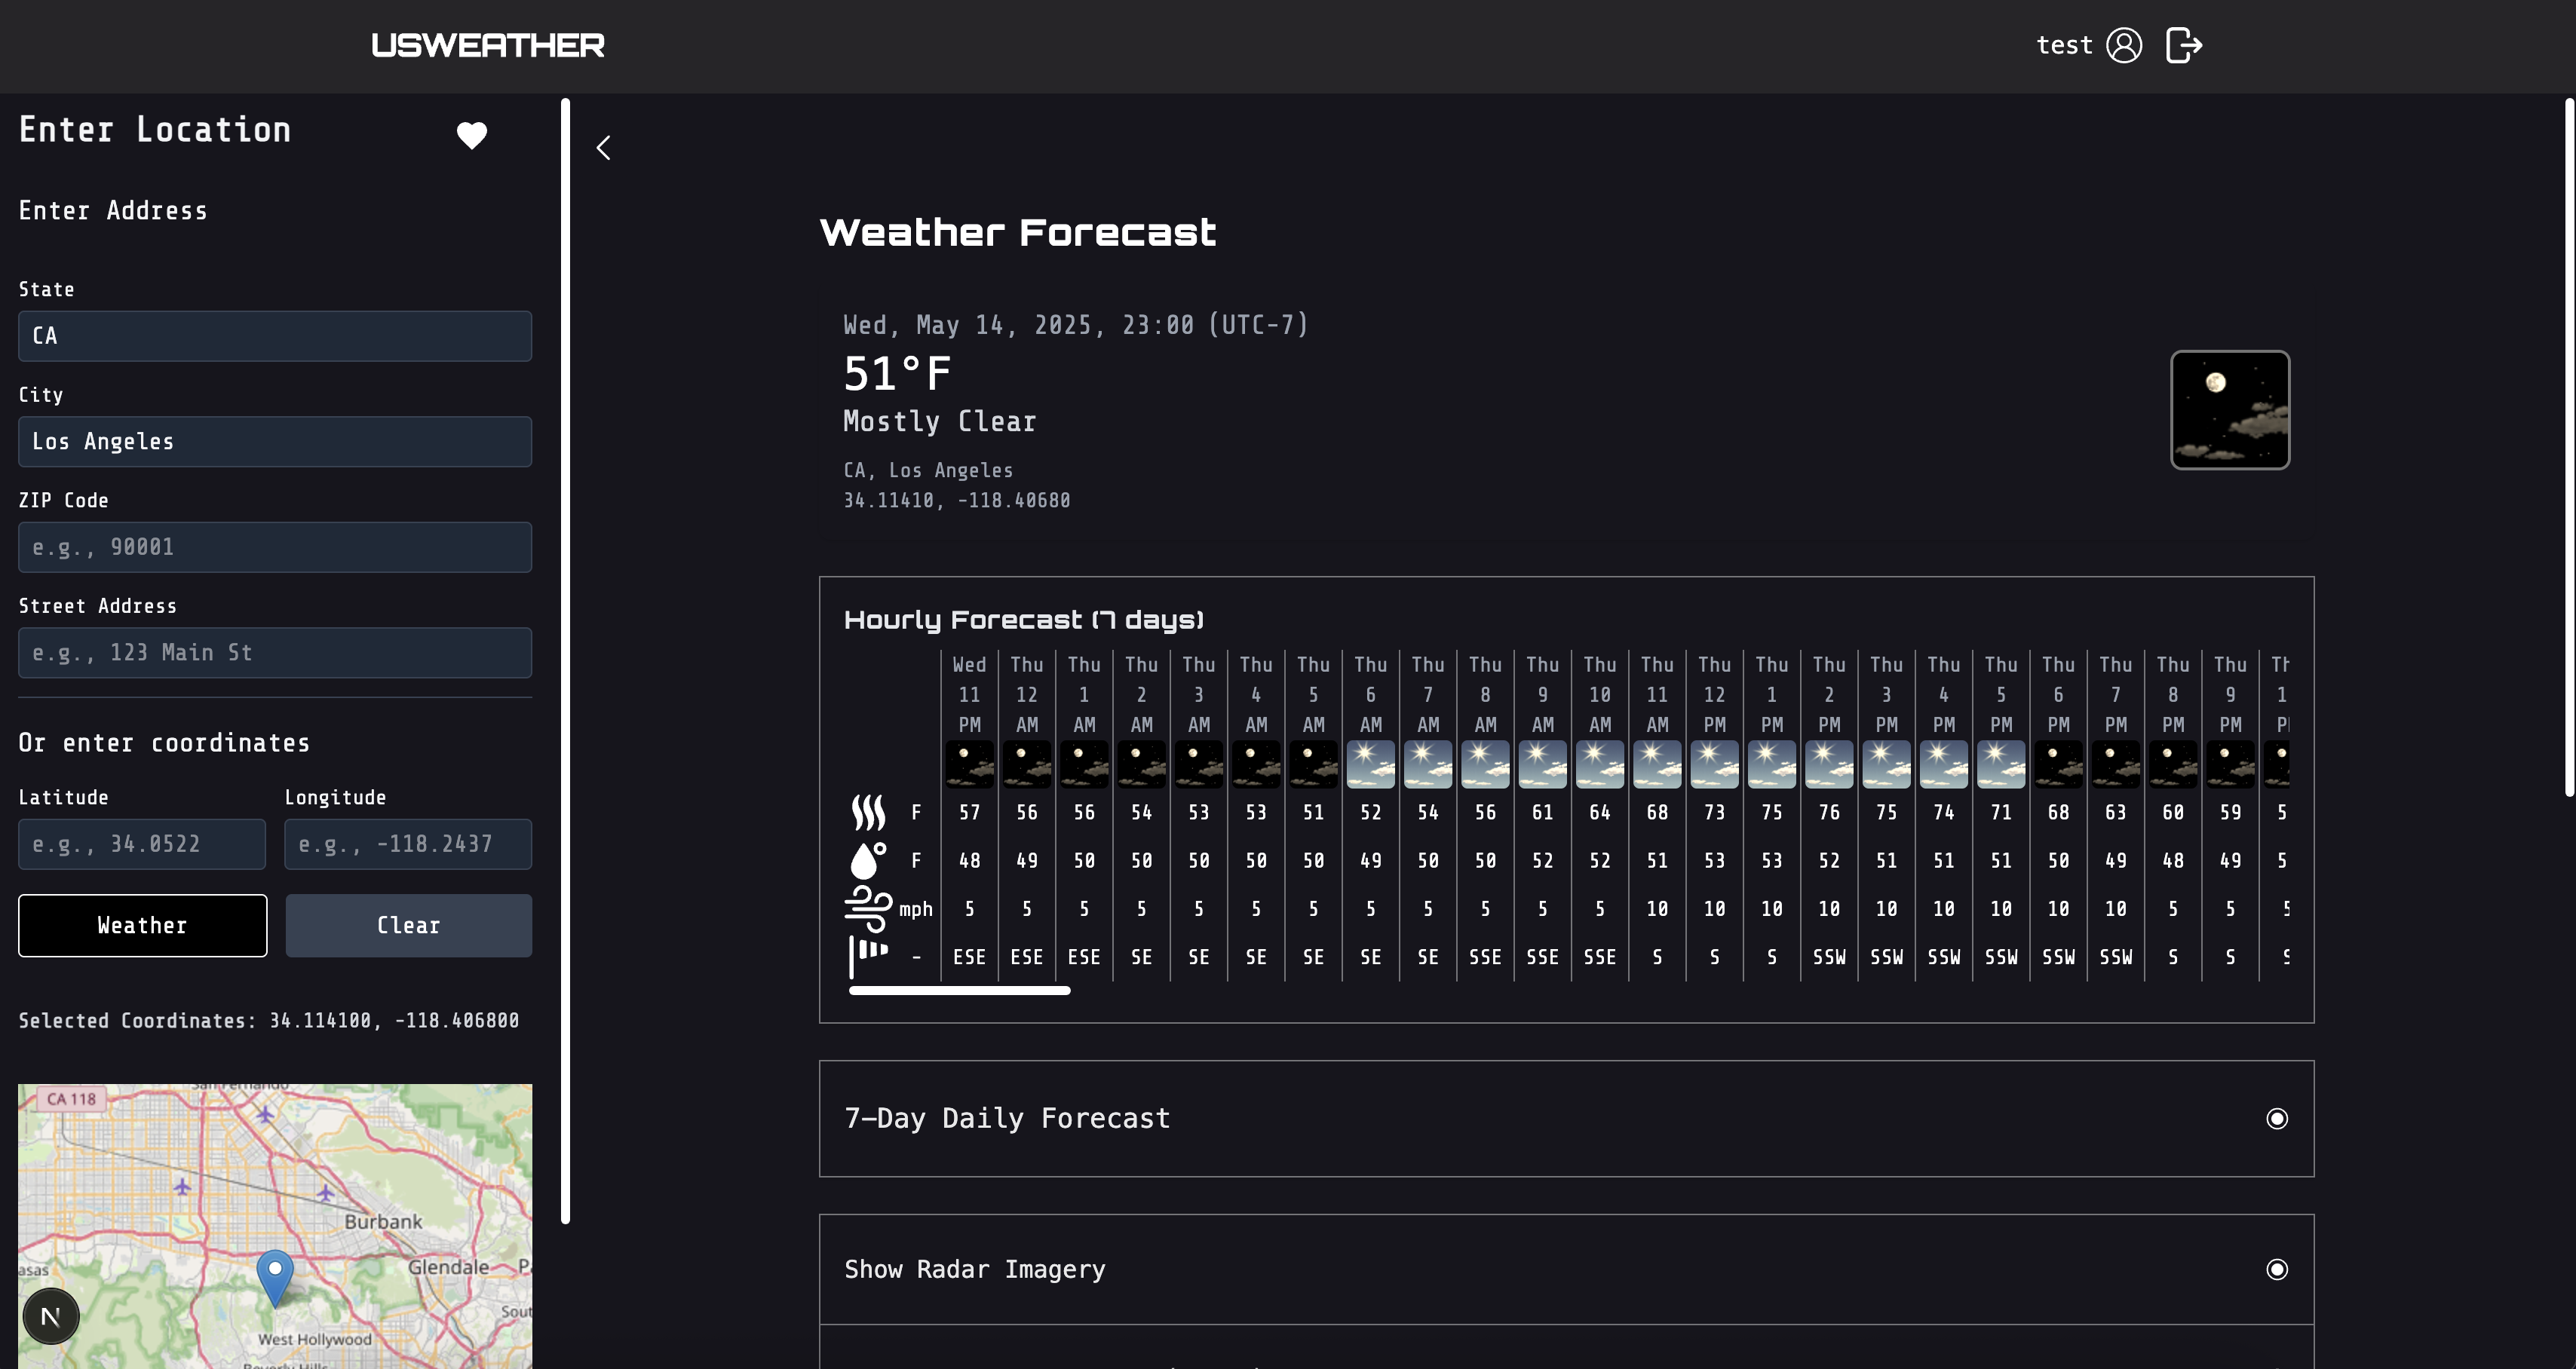 USWEATHER
test
Enter Location
Enter Address
State
CA
City
Los Angeles
ZIP Code
e.g., 90001
Street Address
e.g., 123 Main St
Or enter coordinates
Latitude Longitude
e.g., 34.0522 e.g., -118.2437
Weather Clear
Selected Coordinates: 34.114100, -118.406800
San Fernando
CA 118
Burbank
Glendale
asas
Sout
West Hollywood
Beverly Hills
N
Weather Forecast
Wed, May 14, 2025, 23:00 (UTC-7)
51°F
Mostly Clear
CA, Los Angeles
34.11410, -118.40680
Hourly Forecast (7 days)
Wed Thu Thu Thu Thu Thu Thu Thu Thu Thu Thu Thu Thu Thu Thu Thu Thu Thu Thu Thu Thu Thu Thu
11 12 1 2 3 4 5 6 7 8 9 10 11 12 1 2 3 4 5 6 7 8 9 1
PM AM AM AM AM AM AM AM AM AM AM AM AM PM PM PM PM PM PM PM PM PM PM
F 57 56 56 54 53 53 51 52 54 56 61 64 68 73 75 76 75 74 71 68 63 60 59 5
F 48 49 50 50 50 50 50 49 50 50 52 52 51 53 53 52 51 51 51 50 49 48 49 5
mph 5 5 5 5 5 5 5 5 5 5 5 5 10 10 10 10 10 10 10 10 10 5 5 5
- ESE ESE ESE SE SE SE SE SE SE SSE SSE SSE S S S SSW SSW SSW SSW SSW SSW S S S
7-Day Daily Forecast
Show Radar Imagery